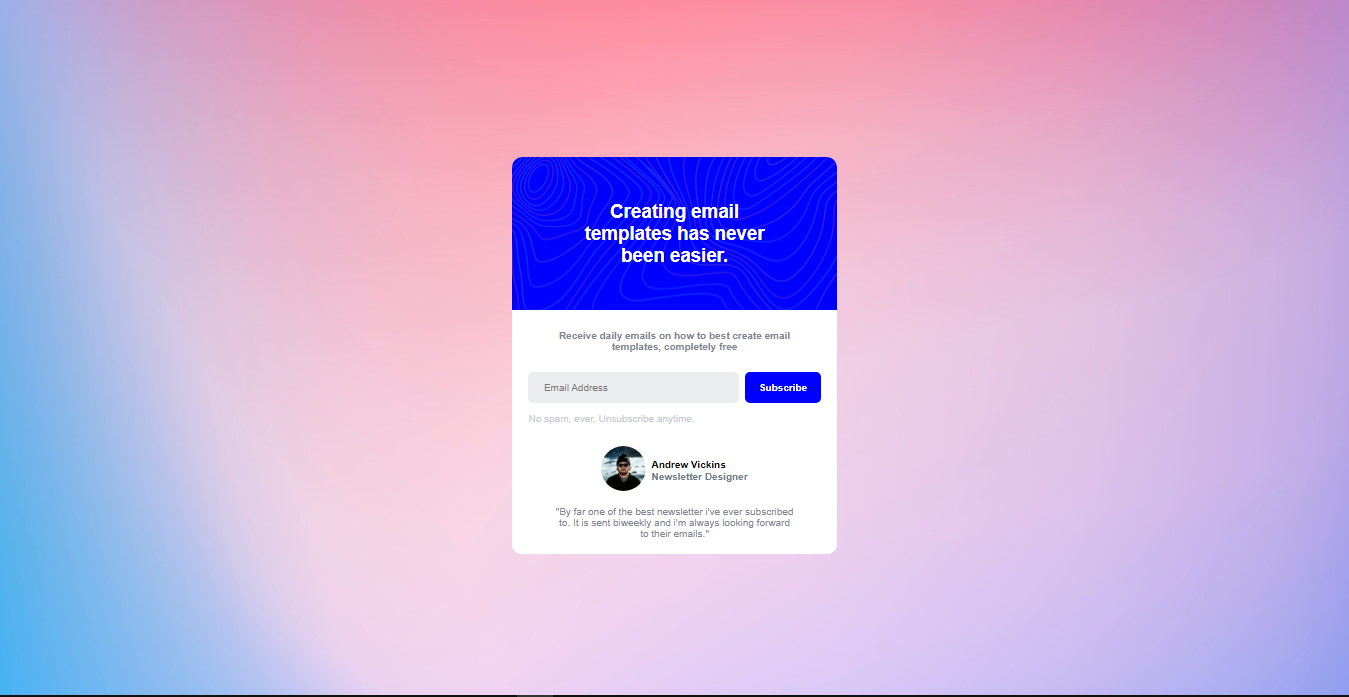 Creating email
templates has never
been easier.
Receive daily emails on how to best create email
templates, completely free
Email Address
Subscribe
No spam, ever, Unsubscribe anytime.
Andrew Vickins
Newsletter Designer
"By far one of the best newsletter i've ever subscribed
to. It is sent biweekly and i'm always looking forward
to their emails."